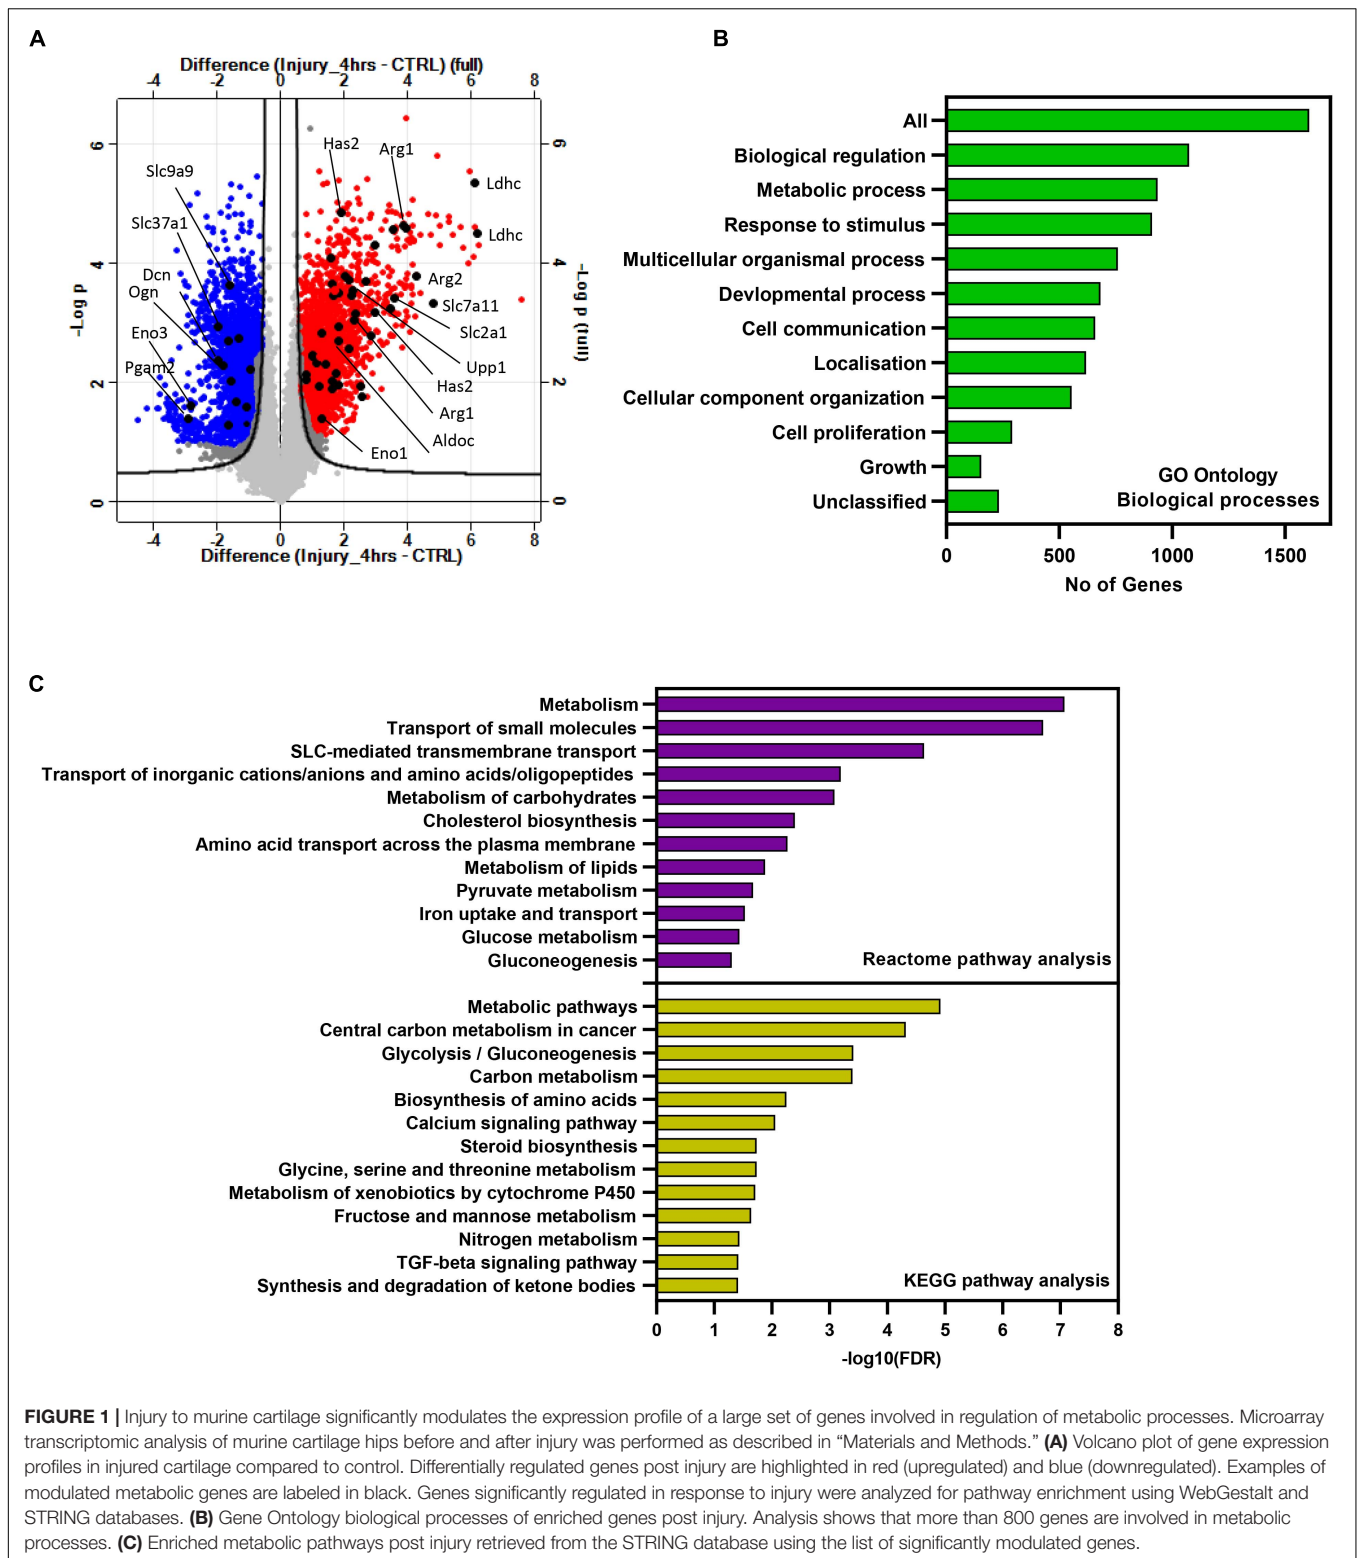 A
Difference (Injury_4hrs - CTRL) (full)
-4 -2 0 2 4 6 8
6 4 2 0
-Log p
6 4 2 0
-Log p (full)
Has2
Arg1
Slc9a9
Ldhc
Slc37a1
Ldhc
Dcn
Arg2
Ogn
Slc7a11
Eno3
Slc2a1
Pgam2
Upp1
Has2
Arg1
Aldoc
Eno1
-4 -2 0 2 4 6 8
Difference (Injury_4hrs - CTRL)
B
All
Biological regulation
Metabolic process
Response to stimulus
Multicellular organismal process
Devlopmental process
Cell communication
Localisation
Cellular component organization
Cell proliferation
Growth
Unclassified
GO Ontology
Biological processes
0 500 1000 1500
No of Genes
C
Metabolism
Transport of small molecules
SLC-mediated transmembrane transport
Transport of inorganic cations/anions and amino acids/oligopeptides
Metabolism of carbohydrates
Cholesterol biosynthesis
Amino acid transport across the plasma membrane
Metabolism of lipids
Pyruvate metabolism
Iron uptake and transport
Glucose metabolism
Gluconeogenesis
Reactome pathway analysis
Metabolic pathways
Central carbon metabolism in cancer
Glycolysis / Gluconeogenesis
Carbon metabolism
Biosynthesis of amino acids
Calcium signaling pathway
Steroid biosynthesis
Glycine, serine and threonine metabolism
Metabolism of xenobiotics by cytochrome P450
Fructose and mannose metabolism
Nitrogen metabolism
TGF-beta signaling pathway
Synthesis and degradation of ketone bodies
KEGG pathway analysis
0 1 2 3 4 5 6 7 8
-log10(FDR)
FIGURE 1 | Injury to murine cartilage significantly modulates the expression profile of a large set of genes involved in regulation of metabolic processes. Microarray
transcriptomic analysis of murine cartilage hips before and after injury was performed as described in “Materials and Methods.” (A) Volcano plot of gene expression
profiles in injured cartilage compared to control. Differentially regulated genes post injury are highlighted in red (upregulated) and blue (downregulated). Examples of
modulated metabolic genes are labeled in black. Genes significantly regulated in response to injury were analyzed for pathway enrichment using WebGestalt and
STRING databases. (B) Gene Ontology biological processes of enriched genes post injury. Analysis shows that more than 800 genes are involved in metabolic
processes. (C) Enriched metabolic pathways post injury retrieved from the STRING database using the list of significantly modulated genes.